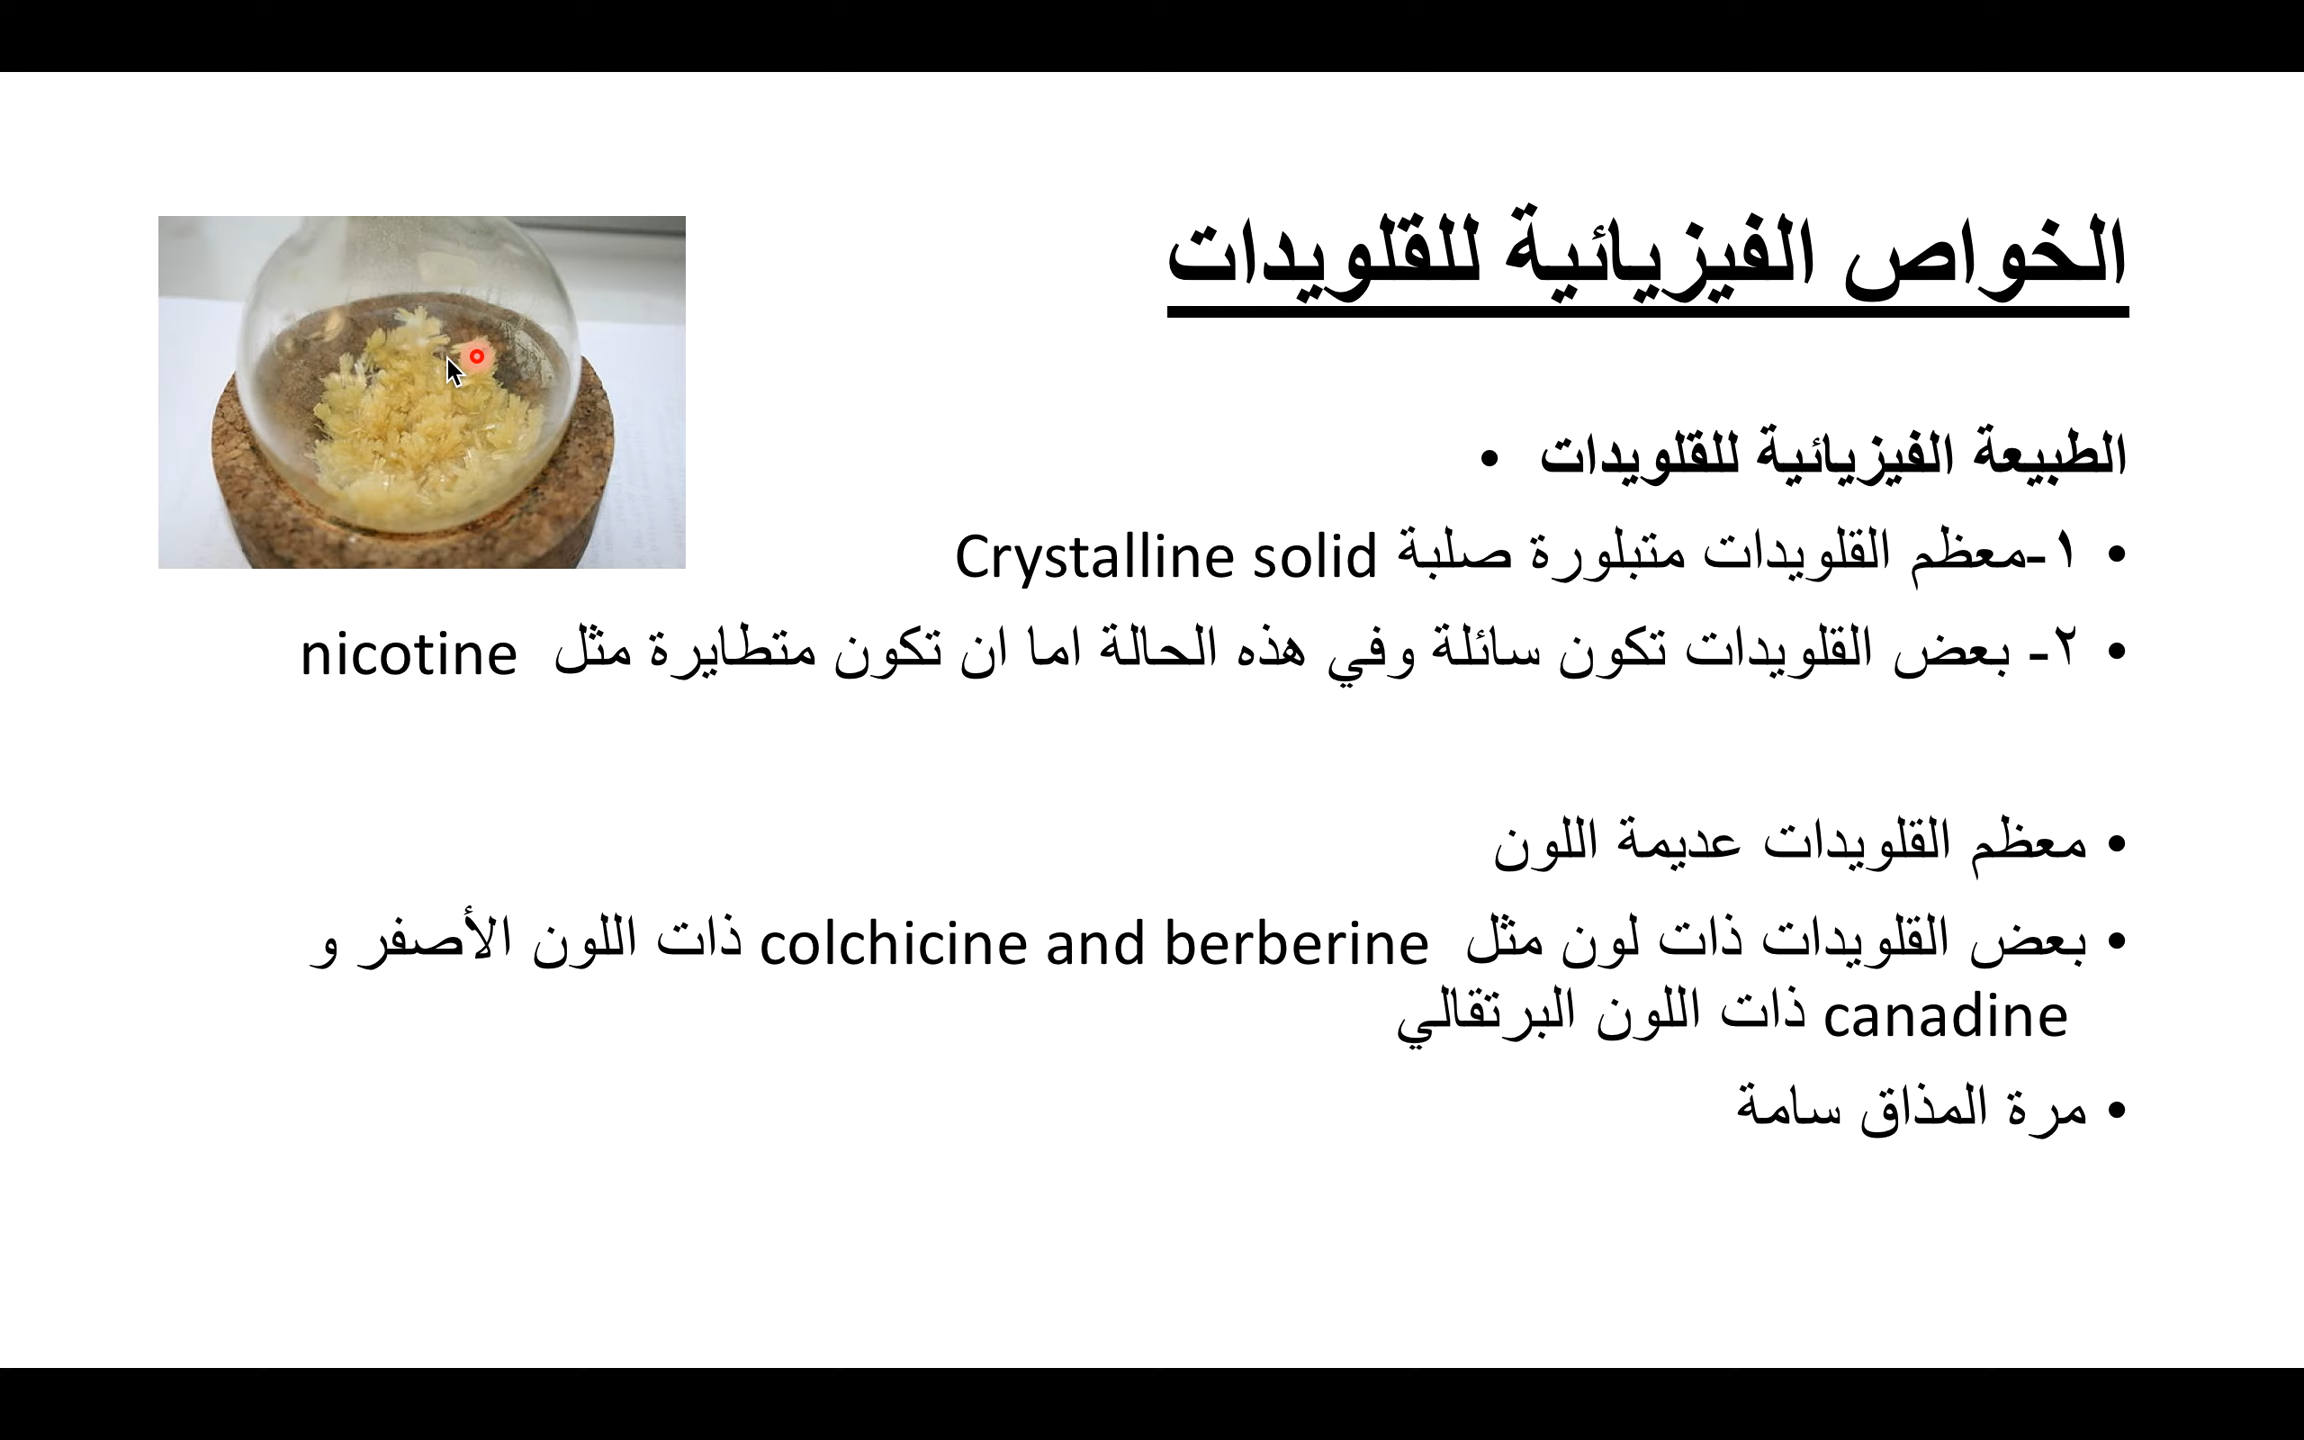 الخواص الفيزيائية للقلويدات
الطبيعة الفيزيائية للقلويدات •
• ١-معظم القلويدات متبلورة صلبة Crystalline solid
• ٢- بعض القلويدات تكون سائلة وفي هذه الحالة اما ان تكون متطايرة مثل nicotine
• معظم القلويدات عديمة اللون
• بعض القلويدات ذات لون مثل colchicine and berberine ذات اللون الأصفر و
canadine ذات اللون البرتقالي
• مرة المذاق سامة